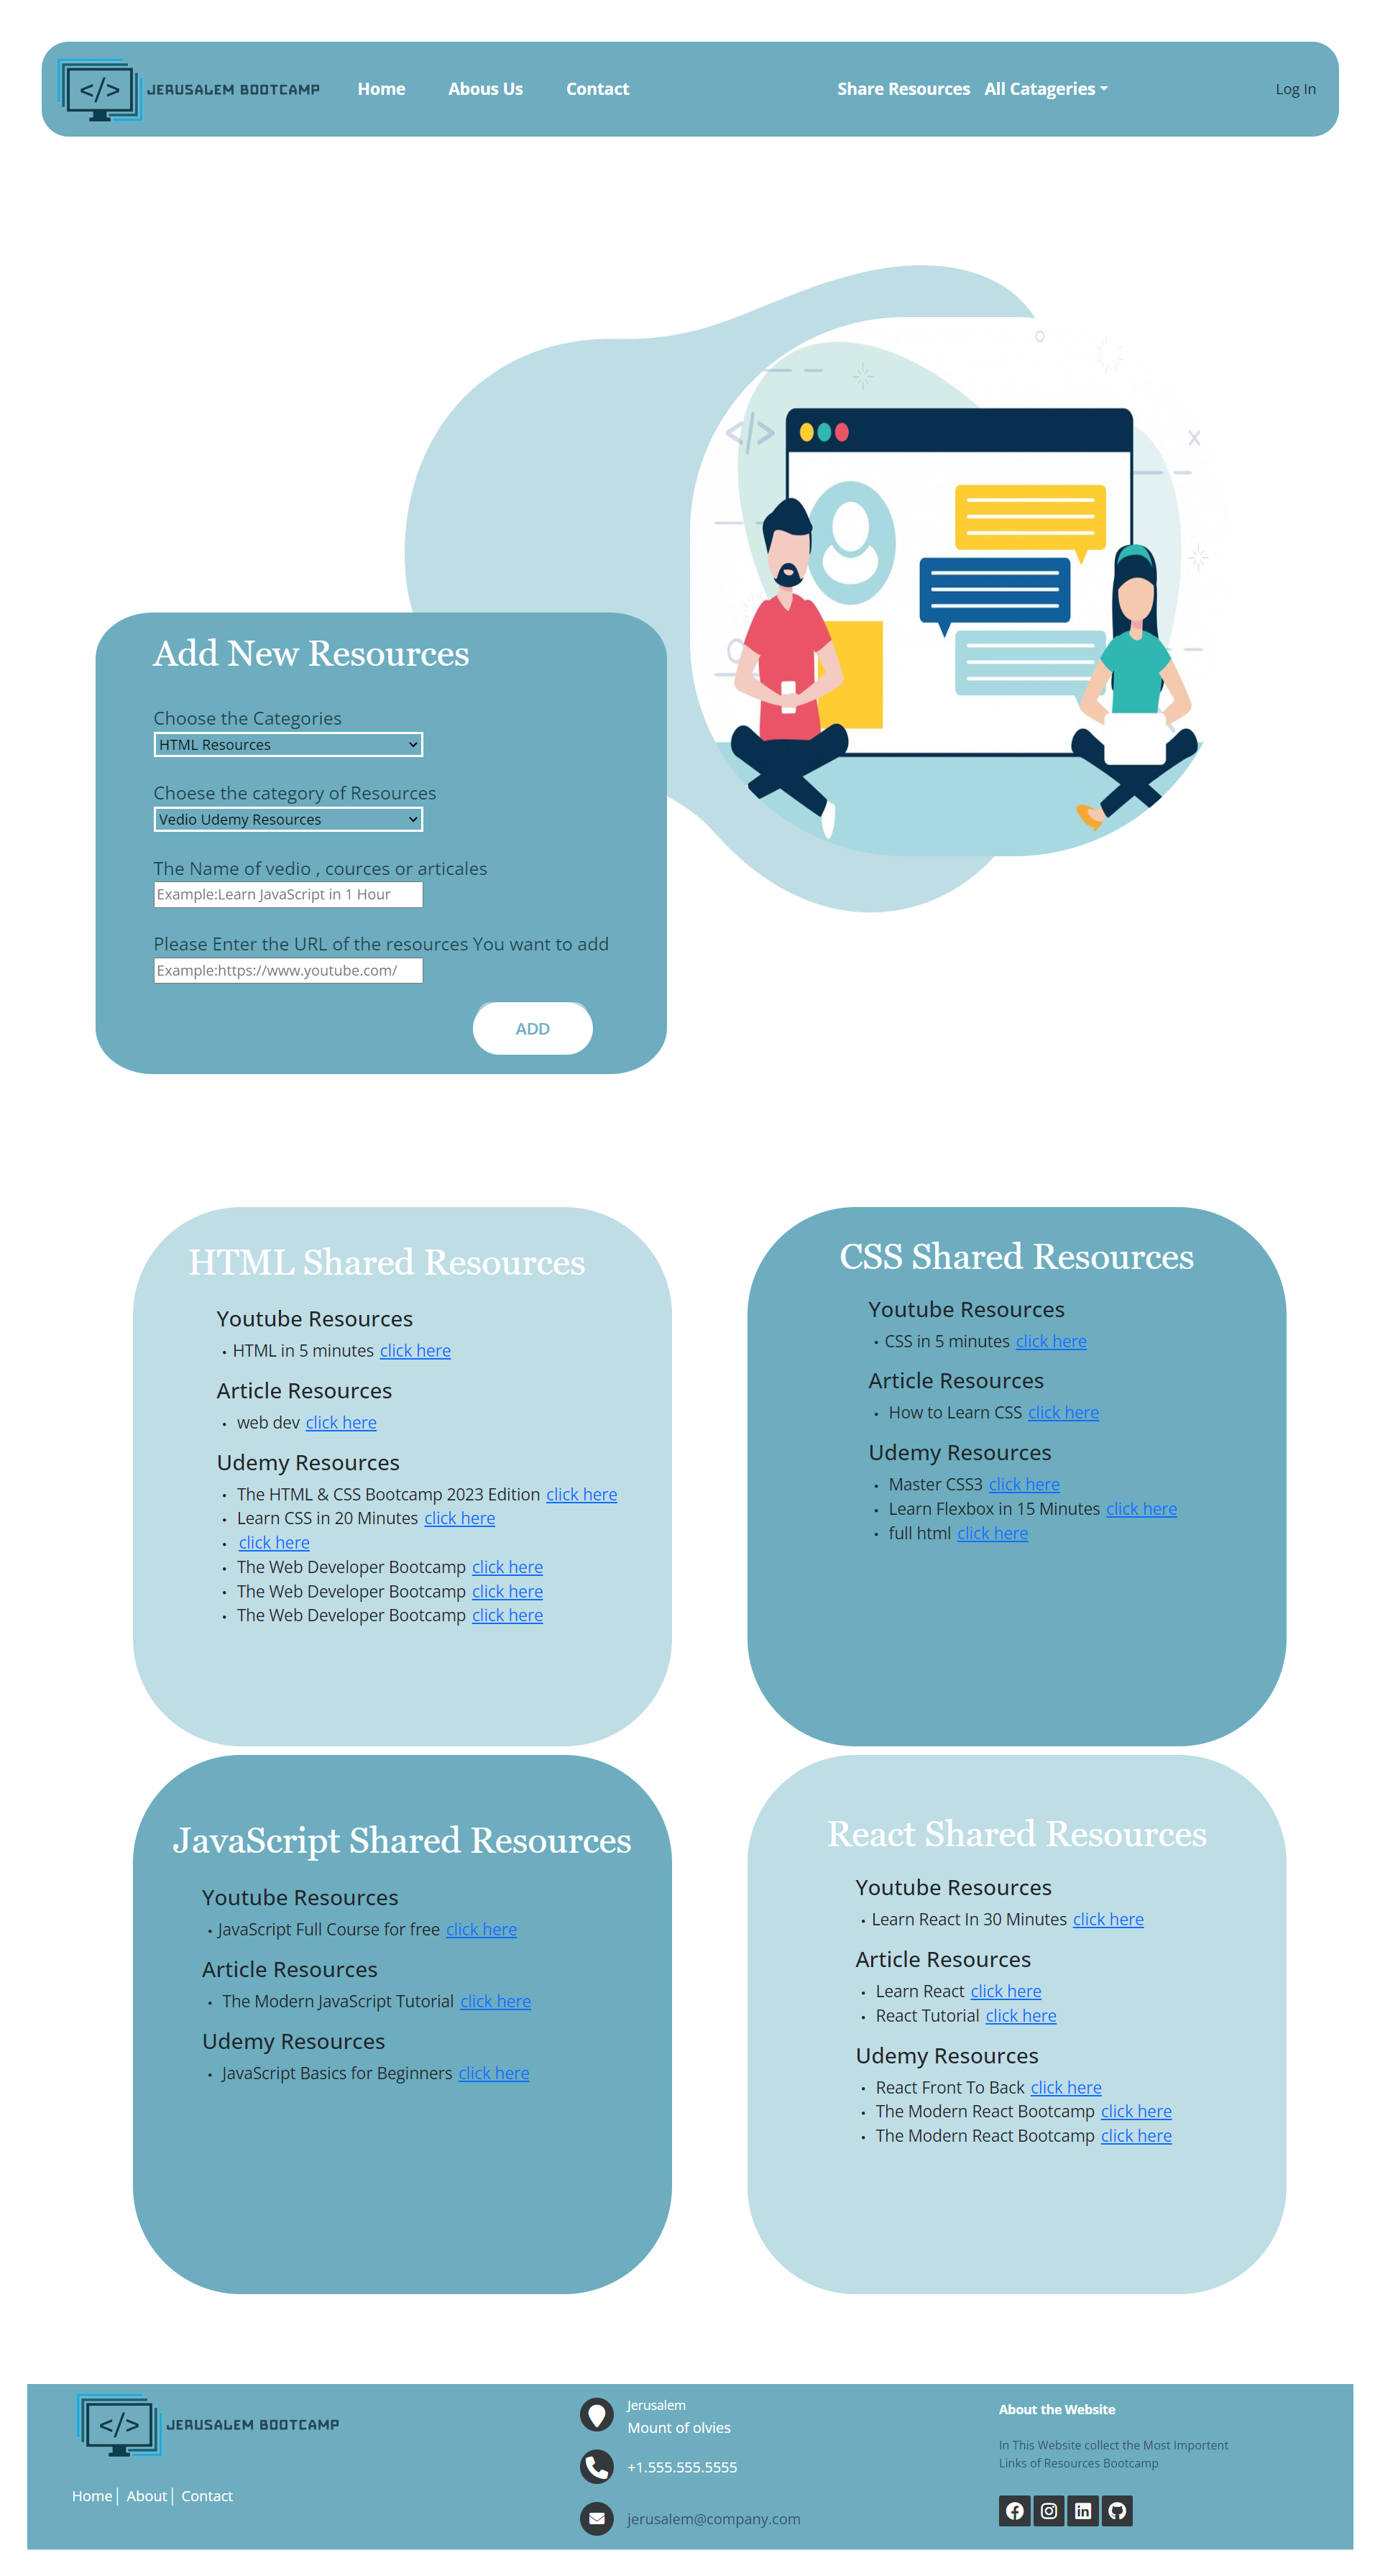 </> JERUSALEM BOOTCAMP Home Abous Us Contact Share Resources All Catageries Log In
</>
x
Add New Resources
Choose the Categories
HTML Resources
Choese the category of Resources
Vedio Udemy Resources
The Name of vedio , cources or articales
Example:Learn JavaScript in 1 Hour
Please Enter the URL of the resources You want to add
Example:https://www.youtube.com/
ADD
HTML Shared Resources
Youtube Resources
• HTML in 5 minutes click here
Article Resources
• web dev click here
Udemy Resources
• The HTML & CSS Bootcamp 2023 Edition click here
• Learn CSS in 20 Minutes click here
• click here
• The Web Developer Bootcamp click here
• The Web Developer Bootcamp click here
• The Web Developer Bootcamp click here
CSS Shared Resources
Youtube Resources
• CSS in 5 minutes click here
Article Resources
• How to Learn CSS click here
Udemy Resources
• Master CSS3 click here
• Learn Flexbox in 15 Minutes click here
• full html click here
JavaScript Shared Resources
Youtube Resources
• JavaScript Full Course for free click here
Article Resources
• The Modern JavaScript Tutorial click here
Udemy Resources
• JavaScript Basics for Beginners click here
React Shared Resources
Youtube Resources
• Learn React In 30 Minutes click here
Article Resources
• Learn React click here
• React Tutorial click here
Udemy Resources
• React Front To Back click here
• The Modern React Bootcamp click here
• The Modern React Bootcamp click here
</> JERUSALEM BOOTCAMP
Home| About| Contact
Jerusalem
Mount of olvies
+1.555.555.5555
jerusalem@company.com
About the Website
In This Website collect the Most Importent
Links of Resources Bootcamp